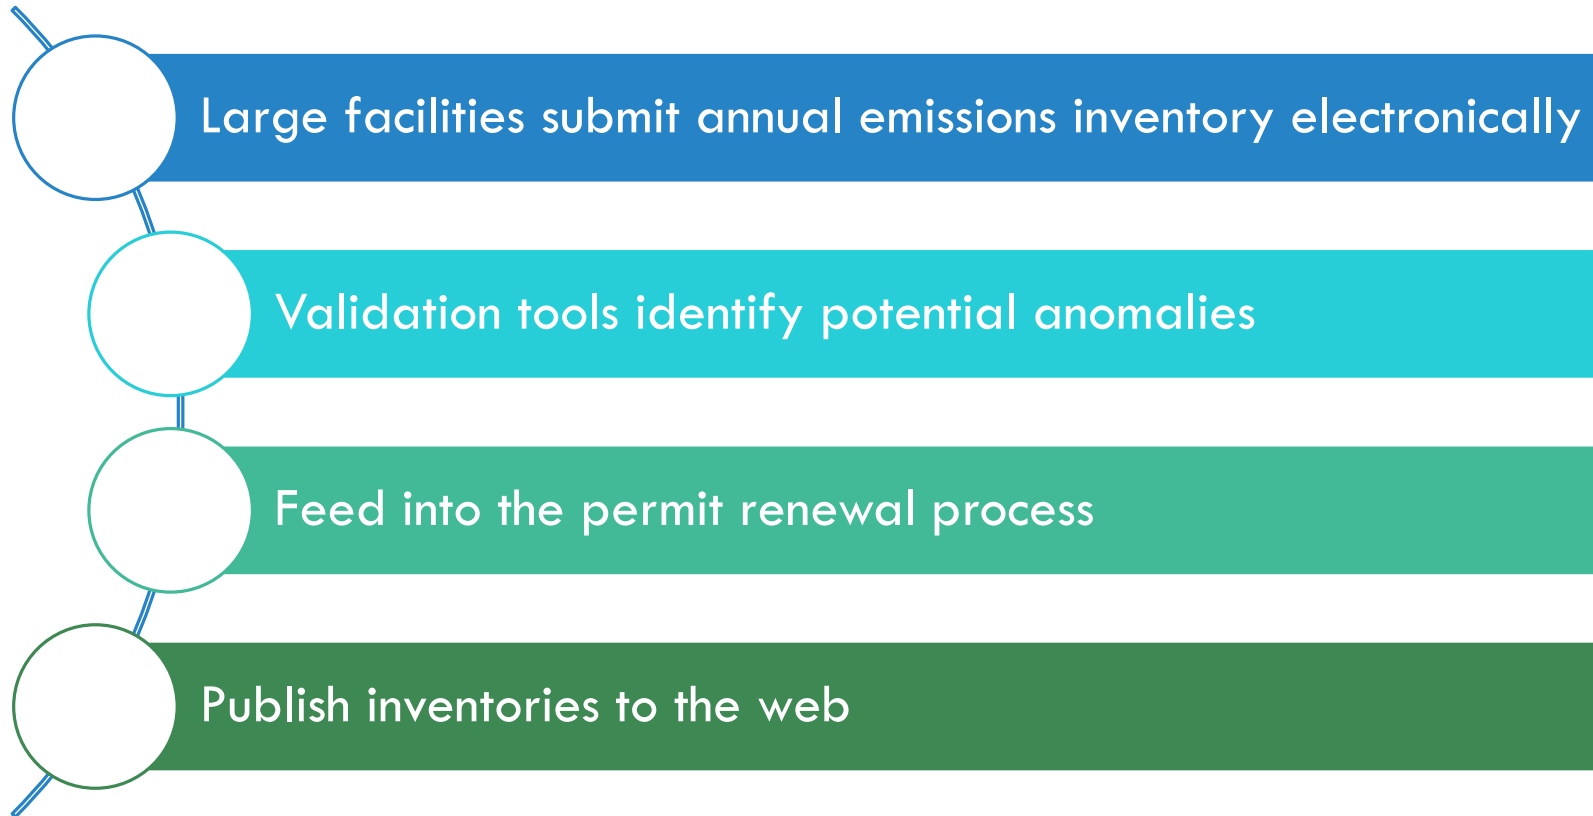 Large facilities submit annual emissions inventory electronically
Validation tools identify potential anomalies
Feed into the permit renewal process
Publish inventories to the web